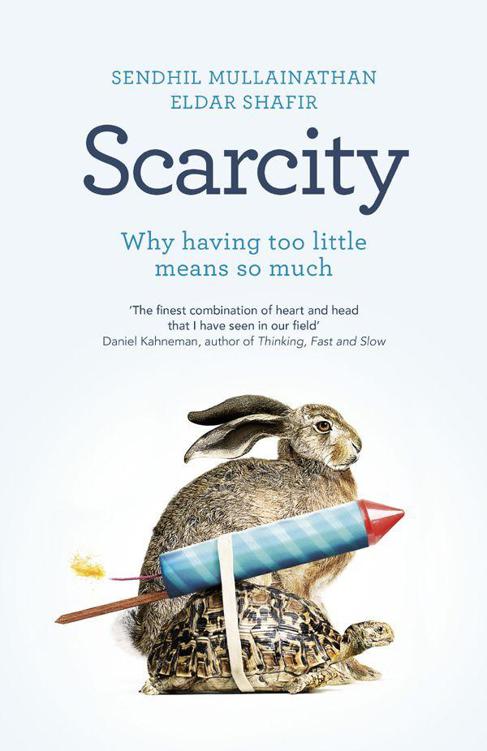 SENDHIL MULLAINATHAN
ELDAR SHAFIR
Scarcity
Why having too little
means so much
‘The finest combination of heart and head
that I have seen in our field’
Daniel Kahneman, author of Thinking, Fast and Slow